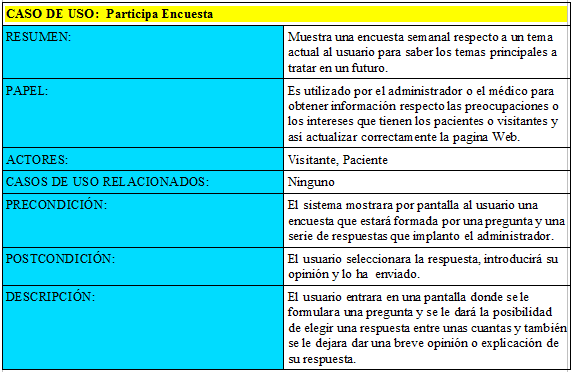 CASO DE USO: Participa Encuesta
RESUMEN:
Muestra una encuesta semanal respecto a un tema
actual al usuario para saber los temas principales a
tratar en un futuro.
PAPEL:
Es utilizado por el administrador o el médico para
obtener información respecto las preocupaciones o
los intereses que tienen los pacientes o visitantes y
así actualizar correctamente la pagina Web.
ACTORES:
Visitante, Paciente
CASOS DE USO RELACIONADOS:
Ninguno
PRECONDICIÓN:
El sistema mostrara por pantalla al usuario una
encuesta que estará formada por una pregunta y una
serie de respuestas que implanto el administrador.
POSTCONDICIÓN:
El usuario seleccionara la respuesta, introducirá su
opinión y lo ha enviado.
DESCRIPCIÓN:
El usuario entrara en una pantalla donde se le
formulara una pregunta y se le dará la posibilidad
de elegir una respuesta entre unas cuantas y también
se le dejara dar una breve opinión o explicación de
su respuesta.